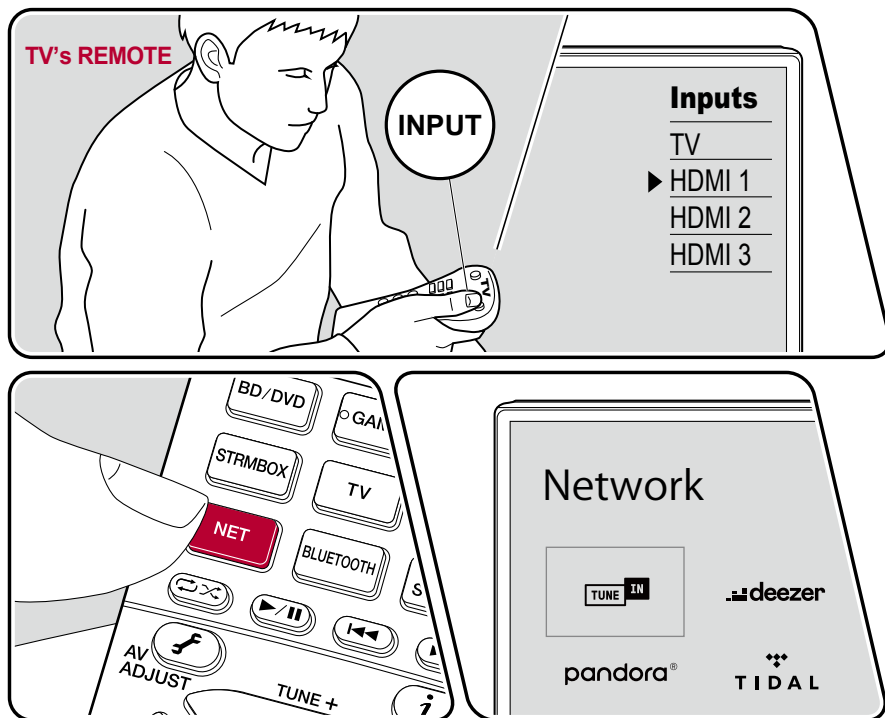 TV's REMOTE
INPUT
TV
Inputs
TV
HDMI 1
HDMI 2
HDMI 3
BD/DVD
STRMBOX
TV
NET
BLUETOOTH
AV
ADJUST
TUNE +
i
Network
TUNE IN
deezer
pandora®
TIDAL